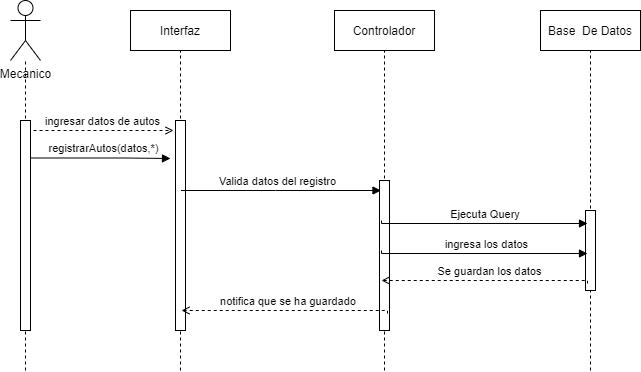 Interfaz
Controlador
Base De Datos
Mecánico
ingresar datos de autos
registrarAutos(datos,*)
Valida datos del registro
Ejecuta Query
ingresa los datos
Se guardan los datos
notifica que se ha guardado